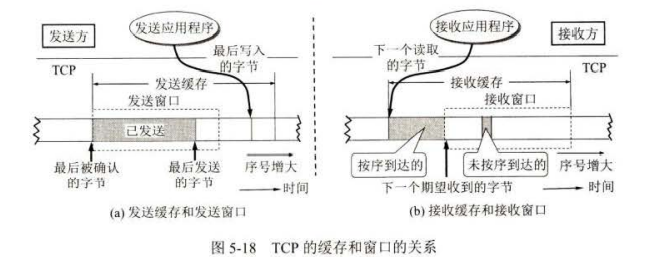 发送方
发送应用程序
最后写入
的字节
TCP
发送缓存
发送窗口
已发送
最后被确认
的字节
最后发送
的字节
序号增大
时间
(a) 发送缓存和发送窗口
接收应用程序
接收方
下一个读取
的字节
TCP
接收缓存
接收窗口
按序到达的
未按序到达的
序号增大
下一个期望收到的字节
时间
(b) 接收缓存和接收窗口
图 5-18 TCP 的缓存和窗口的关系